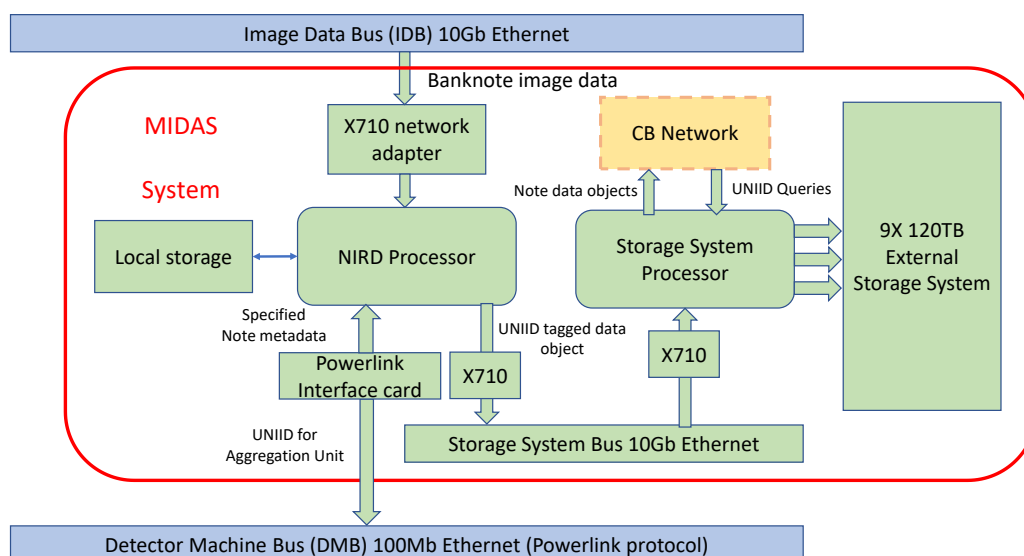 Image Data Bus (IDB) 10Gb Ethernet
Banknote image data
MIDAS
System
X710 network
adapter
CB Network
Note data objects
UNIID Queries
Local storage
NIRD Processor
Storage System
Processor
9X 120TB
External
Storage System
Specified
Note metadata
UNIID tagged data
object
Powerlink
Interface card
X710
X710
UNIID for
Aggregation Unit
Storage System Bus 10Gb Ethernet
Detector Machine Bus (DMB) 100Mb Ethernet (Powerlink protocol)